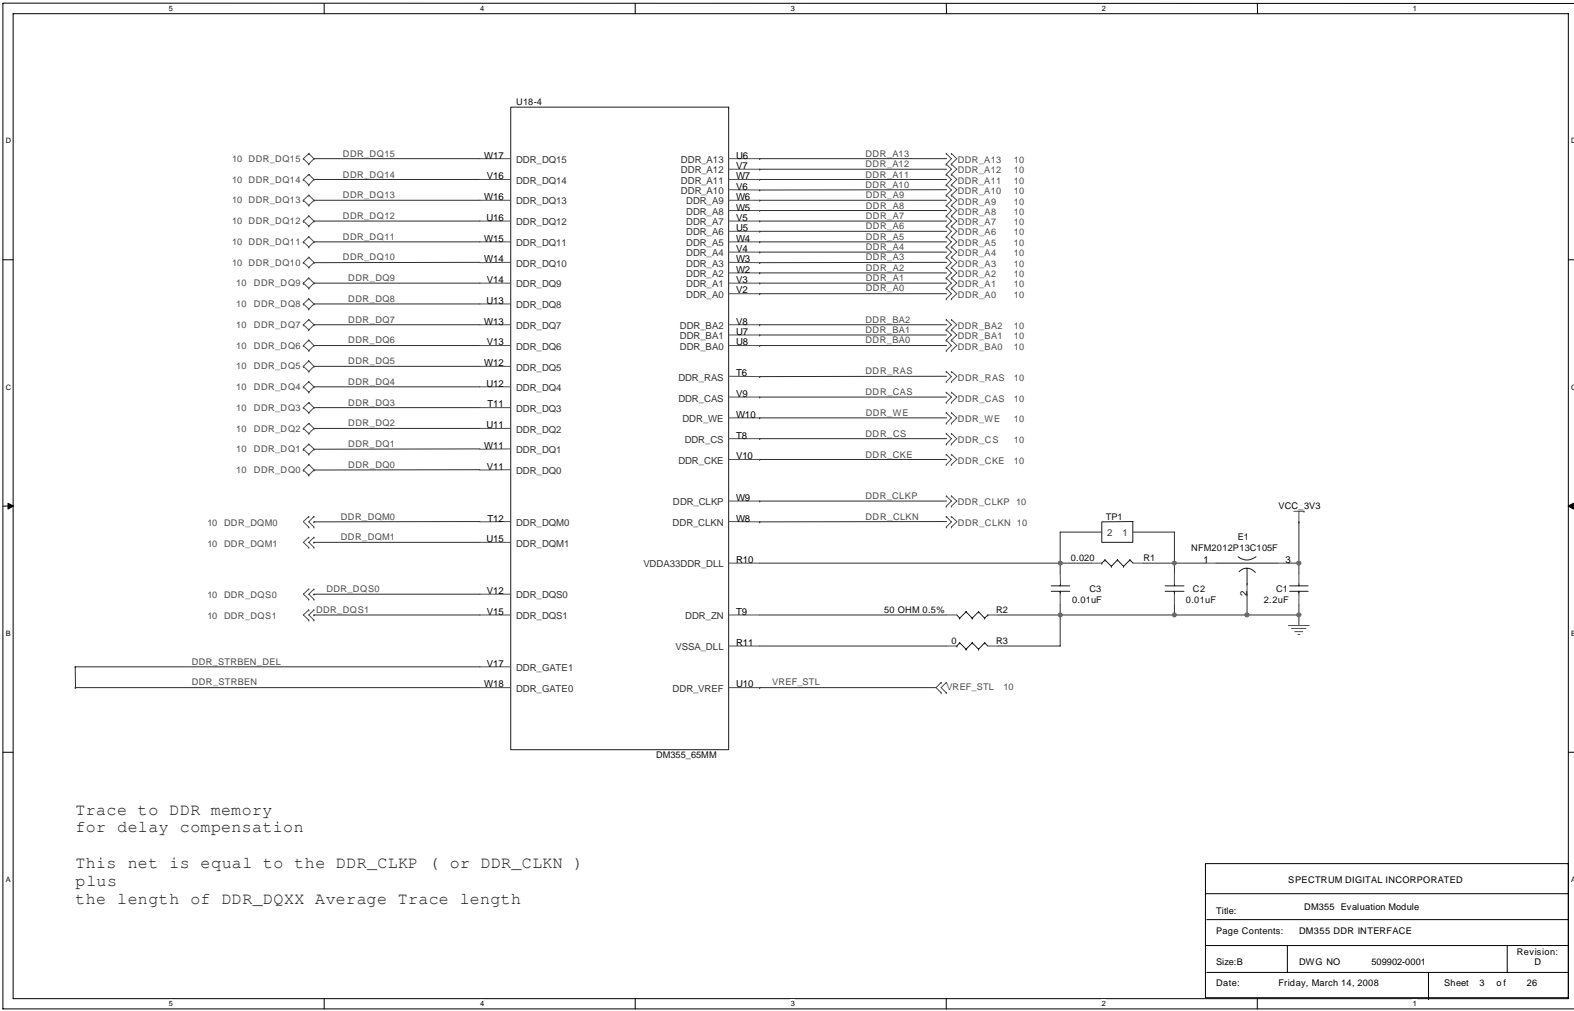 5 4 3 2 1
D D
C C
B B
A A
U18-4
10 DDR_DQ15 DDR_DQ15 W17 DDR_DQ15
10 DDR_DQ14 DDR_DQ14 V16 DDR_DQ14
10 DDR_DQ13 DDR_DQ13 W16 DDR_DQ13
10 DDR_DQ12 DDR_DQ12 U16 DDR_DQ12
10 DDR_DQ11 DDR_DQ11 W15 DDR_DQ11
10 DDR_DQ10 DDR_DQ10 W14 DDR_DQ10
10 DDR_DQ9 DDR_DQ9 V14 DDR_DQ9
10 DDR_DQ8 DDR_DQ8 U13 DDR_DQ8
10 DDR_DQ7 DDR_DQ7 W13 DDR_DQ7
10 DDR_DQ6 DDR_DQ6 V13 DDR_DQ6
10 DDR_DQ5 DDR_DQ5 W12 DDR_DQ5
10 DDR_DQ4 DDR_DQ4 U12 DDR_DQ4
10 DDR_DQ3 DDR_DQ3 T11 DDR_DQ3
10 DDR_DQ2 DDR_DQ2 U11 DDR_DQ2
10 DDR_DQ1 DDR_DQ1 W11 DDR_DQ1
10 DDR_DQ0 DDR_DQ0 V11 DDR_DQ0
10 DDR_DQM0 DDR_DQM0 T12 DDR_DQM0
10 DDR_DQM1 DDR_DQM1 U15 DDR_DQM1
10 DDR_DQS0 DDR_DQS0 V12 DDR_DQS0
10 DDR_DQS1 DDR_DQS1 V15 DDR_DQS1
DDR_STRBEN_DEL V17 DDR_GATE1
DDR_STRBEN W18 DDR_GATE0
DDR_A13 U6 DDR_A13 DDR_A13 10
DDR_A12 V7 DDR_A12 DDR_A12 10
DDR_A11 W7 DDR_A11 DDR_A11 10
DDR_A10 V6 DDR_A10 DDR_A10 10
DDR_A9 W6 DDR_A9 DDR_A9 10
DDR_A8 W5 DDR_A8 DDR_A8 10
DDR_A7 V5 DDR_A7 DDR_A7 10
DDR_A6 U5 DDR_A6 DDR_A6 10
DDR_A5 W4 DDR_A5 DDR_A5 10
DDR_A4 V4 DDR_A4 DDR_A4 10
DDR_A3 W3 DDR_A3 DDR_A3 10
DDR_A2 W2 DDR_A2 DDR_A2 10
DDR_A1 V3 DDR_A1 DDR_A1 10
DDR_A0 V2 DDR_A0 DDR_A0 10
DDR_BA2 V8 DDR_BA2 DDR_BA2 10
DDR_BA1 U7 DDR_BA1 DDR_BA1 10
DDR_BA0 U8 DDR_BA0 DDR_BA0 10
DDR_RAS T6 DDR_RAS DDR_RAS 10
DDR_CAS V9 DDR_CAS DDR_CAS 10
DDR_WE W10 DDR_WE DDR_WE 10
DDR_CS T8 DDR_CS DDR_CS 10
DDR_CKE V10 DDR_CKE DDR_CKE 10
DDR_CLKP W9 DDR_CLKP DDR_CLKP 10
DDR_CLKN W8 DDR_CLKN DDR_CLKN 10
VDDA33DDR_DLL R10
DDR_ZN T9 50 OHM 0.5% R2
VSSA_DLL R11 0 R3
DDR_VREF U10 VREF_STL VREF_STL 10
DM355_65MM
TP1
2 1
0.020 R1
C3
0.01uF
C2
0.01uF
E1
NFM2012P13C105F
1 3
2
VCC_3V3
C1
2.2uF
Trace to DDR memory
for delay compensation
This net is equal to the DDR_CLKP ( or DDR_CLKN )
plus
the length of DDR_DQXX Average Trace length
SPECTRUM DIGITAL INCORPORATED
Title: DM355 Evaluation Module
Page Contents: DM355 DDR INTERFACE
Size:B DWG NO 509902-0001 Revision: D
Date: Friday, March 14, 2008 Sheet 3 of 26
5 4 3 2 1